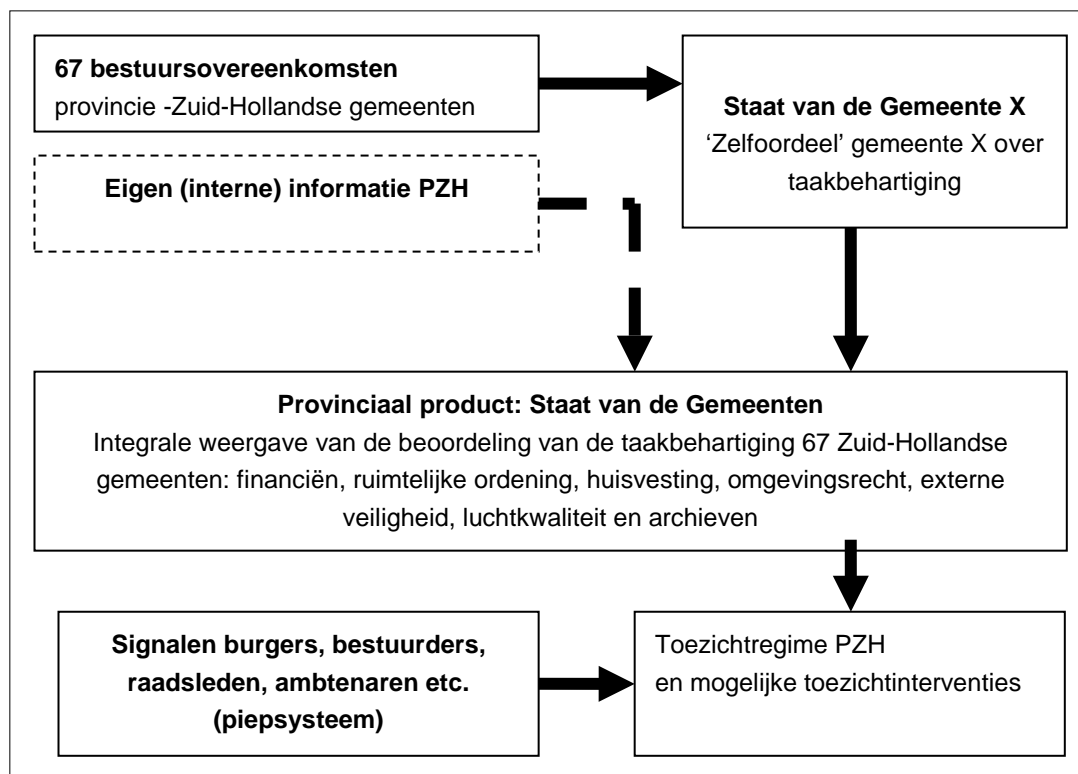 67 bestuursovereenkomsten
provincie -Zuid-Hollandse gemeenten
Staat van de Gemeente X
‘Zelfoordeel’ gemeente X over
taakbehartiging
Eigen (interne) informatie PZH
Provinciaal product: Staat van de Gemeenten
Integrale weergave van de beoordeling van de taakbehartiging 67 Zuid-Hollandse
gemeenten: financiën, ruimtelijke ordening, huisvesting, omgevingsrecht, externe
veiligheid, luchtkwaliteit en archieven
Signalen burgers, bestuurders,
raadsleden, ambtenaren etc.
(piepsysteem)
Toezichtregime PZH
en mogelijke toezichtinterventies